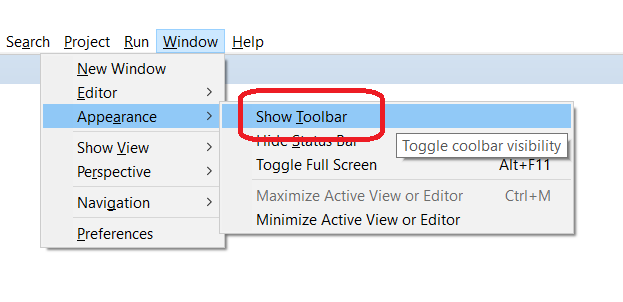 Search Project Run Window Help
New Window
Editor
Appearance
Show View
Perspective
Navigation
Preferences
Show Toolbar
Hide Status Bar
Toggle coolbar visibility
Toggle Full Screen Alt+F11
Maximize Active View or Editor Ctrl+M
Minimize Active View or Editor